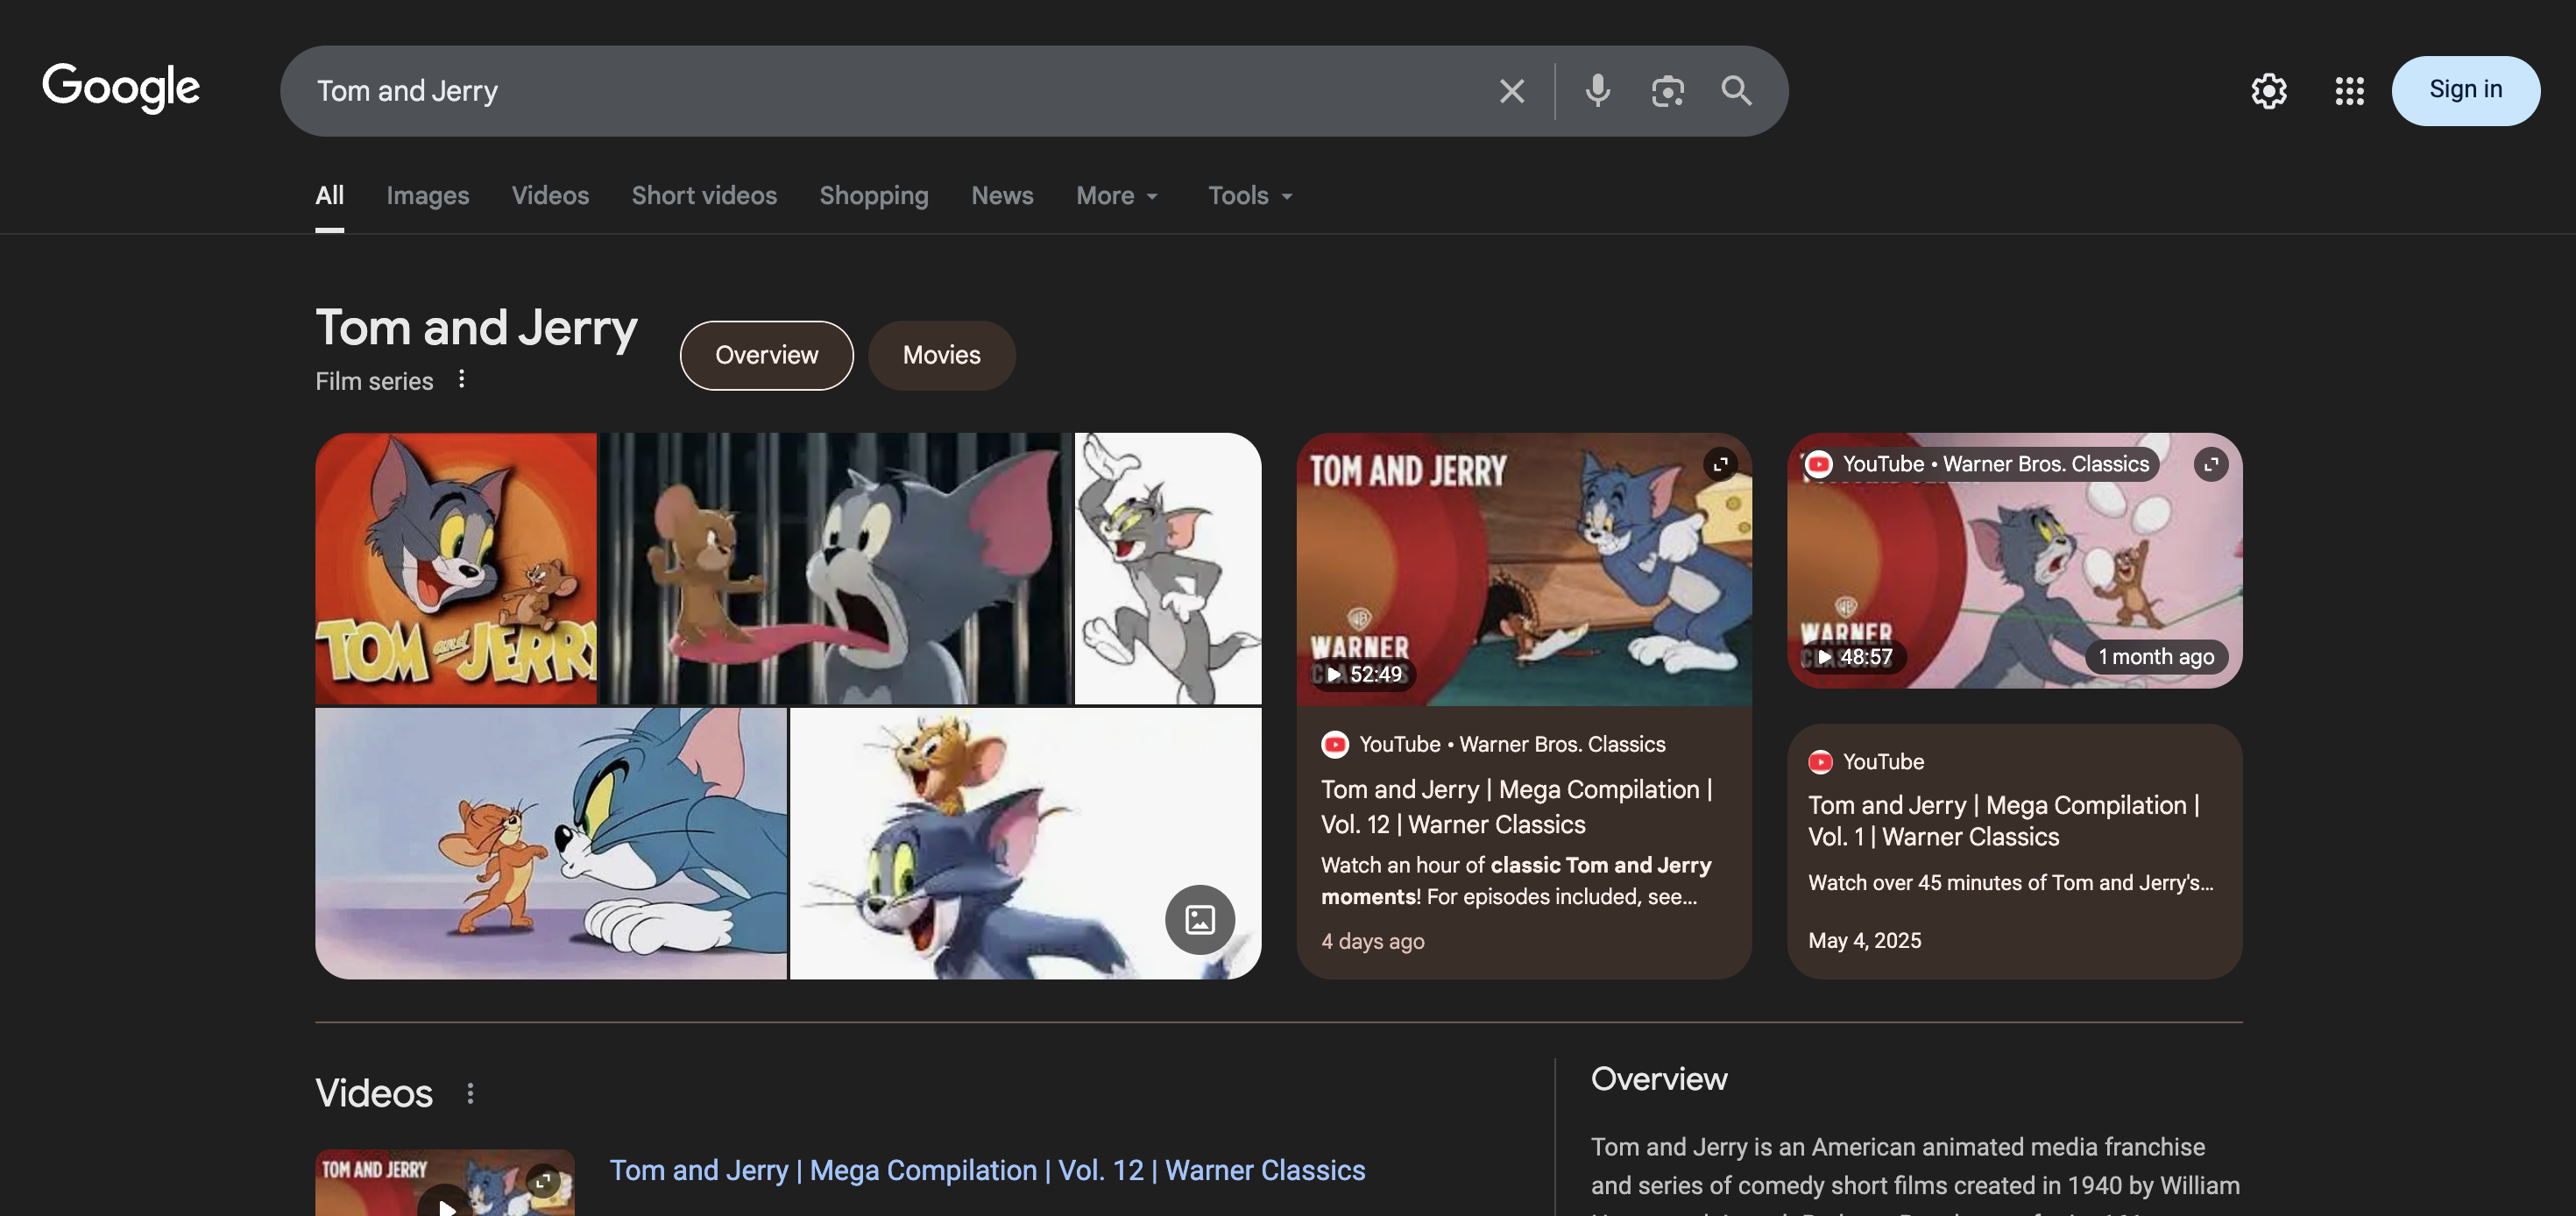 Google
Tom and Jerry
Sign in
All
Images
Videos
Short videos
Shopping
News
More
Tools
Tom and Jerry
Film series
Overview
Movies
TOM and JERRY
TOM AND JERRY
WARNER
52:49
YouTube • Warner Bros. Classics
Tom and Jerry | Mega Compilation |
Vol. 12 | Warner Classics
Watch an hour of classic Tom and Jerry
moments! For episodes included, see...
4 days ago
YouTube • Warner Bros. Classics
WB
WARNER
48:57
1 month ago
YouTube
Tom and Jerry | Mega Compilation |
Vol. 1 | Warner Classics
Watch over 45 minutes of Tom and Jerry's...
May 4, 2025
Videos
TOM AND JERRY
Tom and Jerry | Mega Compilation | Vol. 12 | Warner Classics
Overview
Tom and Jerry is an American animated media franchise
and series of comedy short films created in 1940 by William